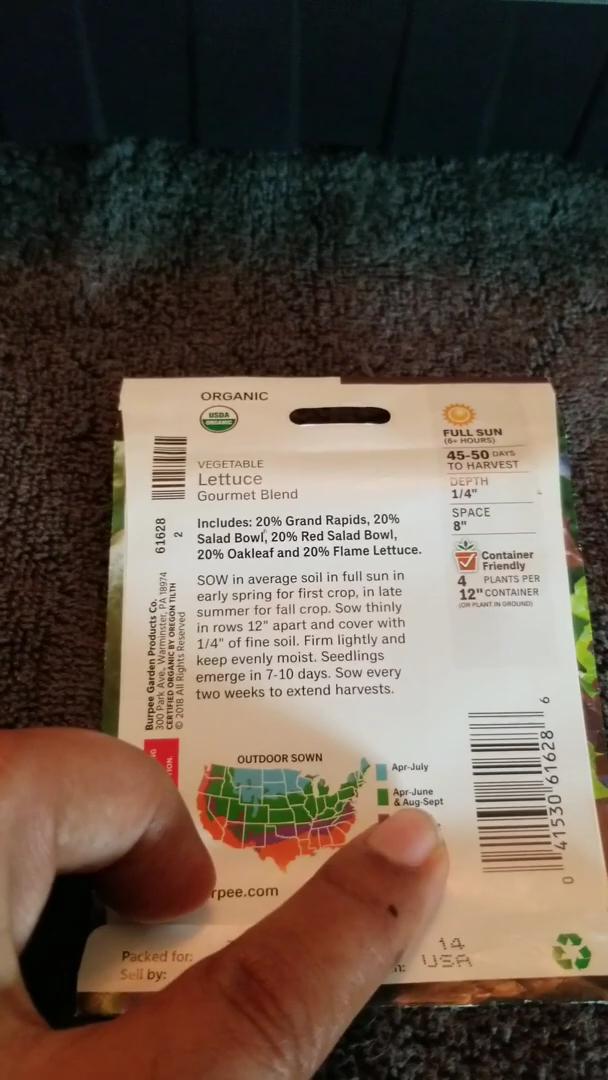 ORGANIC
USDA
ORGANIC
VEGETABLE
Lettuce
Gourmet Blend
Includes: 20% Grand Rapids, 20%
Salad Bowl, 20% Red Salad Bowl,
20% Oakleaf and 20% Flame Lettuce.
SOW in average soil in full sun in
early spring for first crop, in late
summer for fall crop. Sow thinly
in rows 12" apart and cover with
1/4" of fine soil. Firm lightly and
keep evenly moist. Seedlings
emerge in 7-10 days. Sow every
two weeks to extend harvests.
FULL SUN
(6+ HOURS)
45-50 DAYS
TO HARVEST
DEPTH
1/4"
SPACE
8"
Container
Friendly
4 PLANTS PER
12" CONTAINER
(OR PLANT IN GROUND)
61628
2
Burpee Garden Products Co.
300 Park Ave., Warminster, PA 18974
CERTIFIED ORGANIC BY OREGON TILTH
© 2018 All Rights Reserved
OUTDOOR SOWN
Apr-July
Apr-June
& Aug-Sept
rpee.com
0 41530 61628 6
Packed for:
Sell by:
14
USA